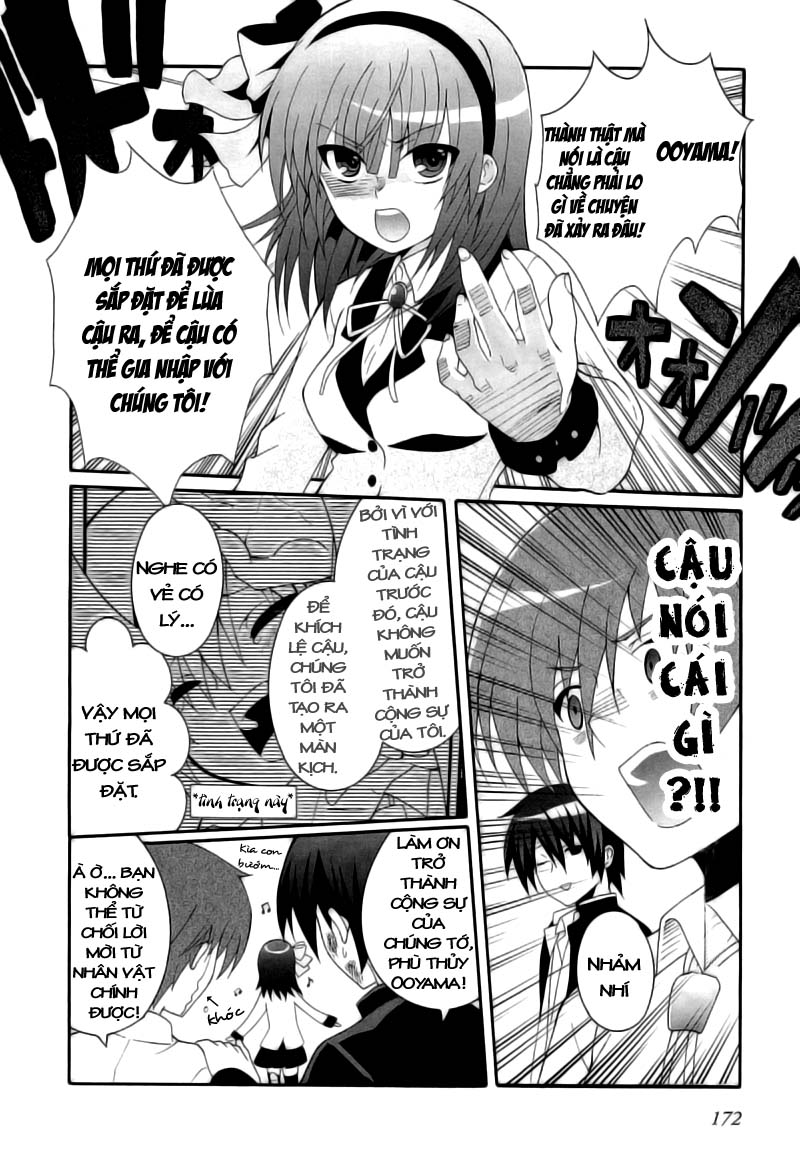 OOYAMA!
THÀNH THẬT MÀ
NÓI LÀ CẬU
CHẲNG PHẢI LO
GÌ VỀ CHUYỆN
ĐÃ XẢY RA ĐÂU!
MỌI THỨ ĐÃ ĐƯỢC
SẮP ĐẶT ĐỂ LÙA
CẬU RA, ĐỂ CẬU CÓ
THỂ GIA NHẬP VỚI
CHÚNG TÔI!
CẬU
NÓI
CÁI
GÌ
?!!
NHẢM
NHÍ
BỞI VÌ VỚI
TÌNH
TRẠNG
CỦA CẬU
TRƯỚC
ĐÓ, CẬU
KHÔNG
MUỐN
TRỞ
THÀNH
CỘNG SỰ
CỦA TÔI.
ĐỂ
KHÍCH
LỆ CẬU,
CHÚNG
TÔI ĐÃ
TẠO RA
MỘT
MÀN
KỊCH.
*tình trạng này*
NGHE CÓ
VẺ CÓ
LÝ...
VẬY MỌI
THỨ ĐÃ
ĐƯỢC SẮP
ĐẶT.
LÀM ƠN
TRỞ
THÀNH
CỘNG SỰ
CỦA
CHÚNG TỚ,
PHÙ THỦY
OOYAMA!
Kìa con
bướm...
khóc
À Ờ... BẠN
KHÔNG
THỂ TỪ
CHỐI LỜI
MỜI TỪ
NHÂN VẬT
CHÍNH
ĐƯỢC!
172